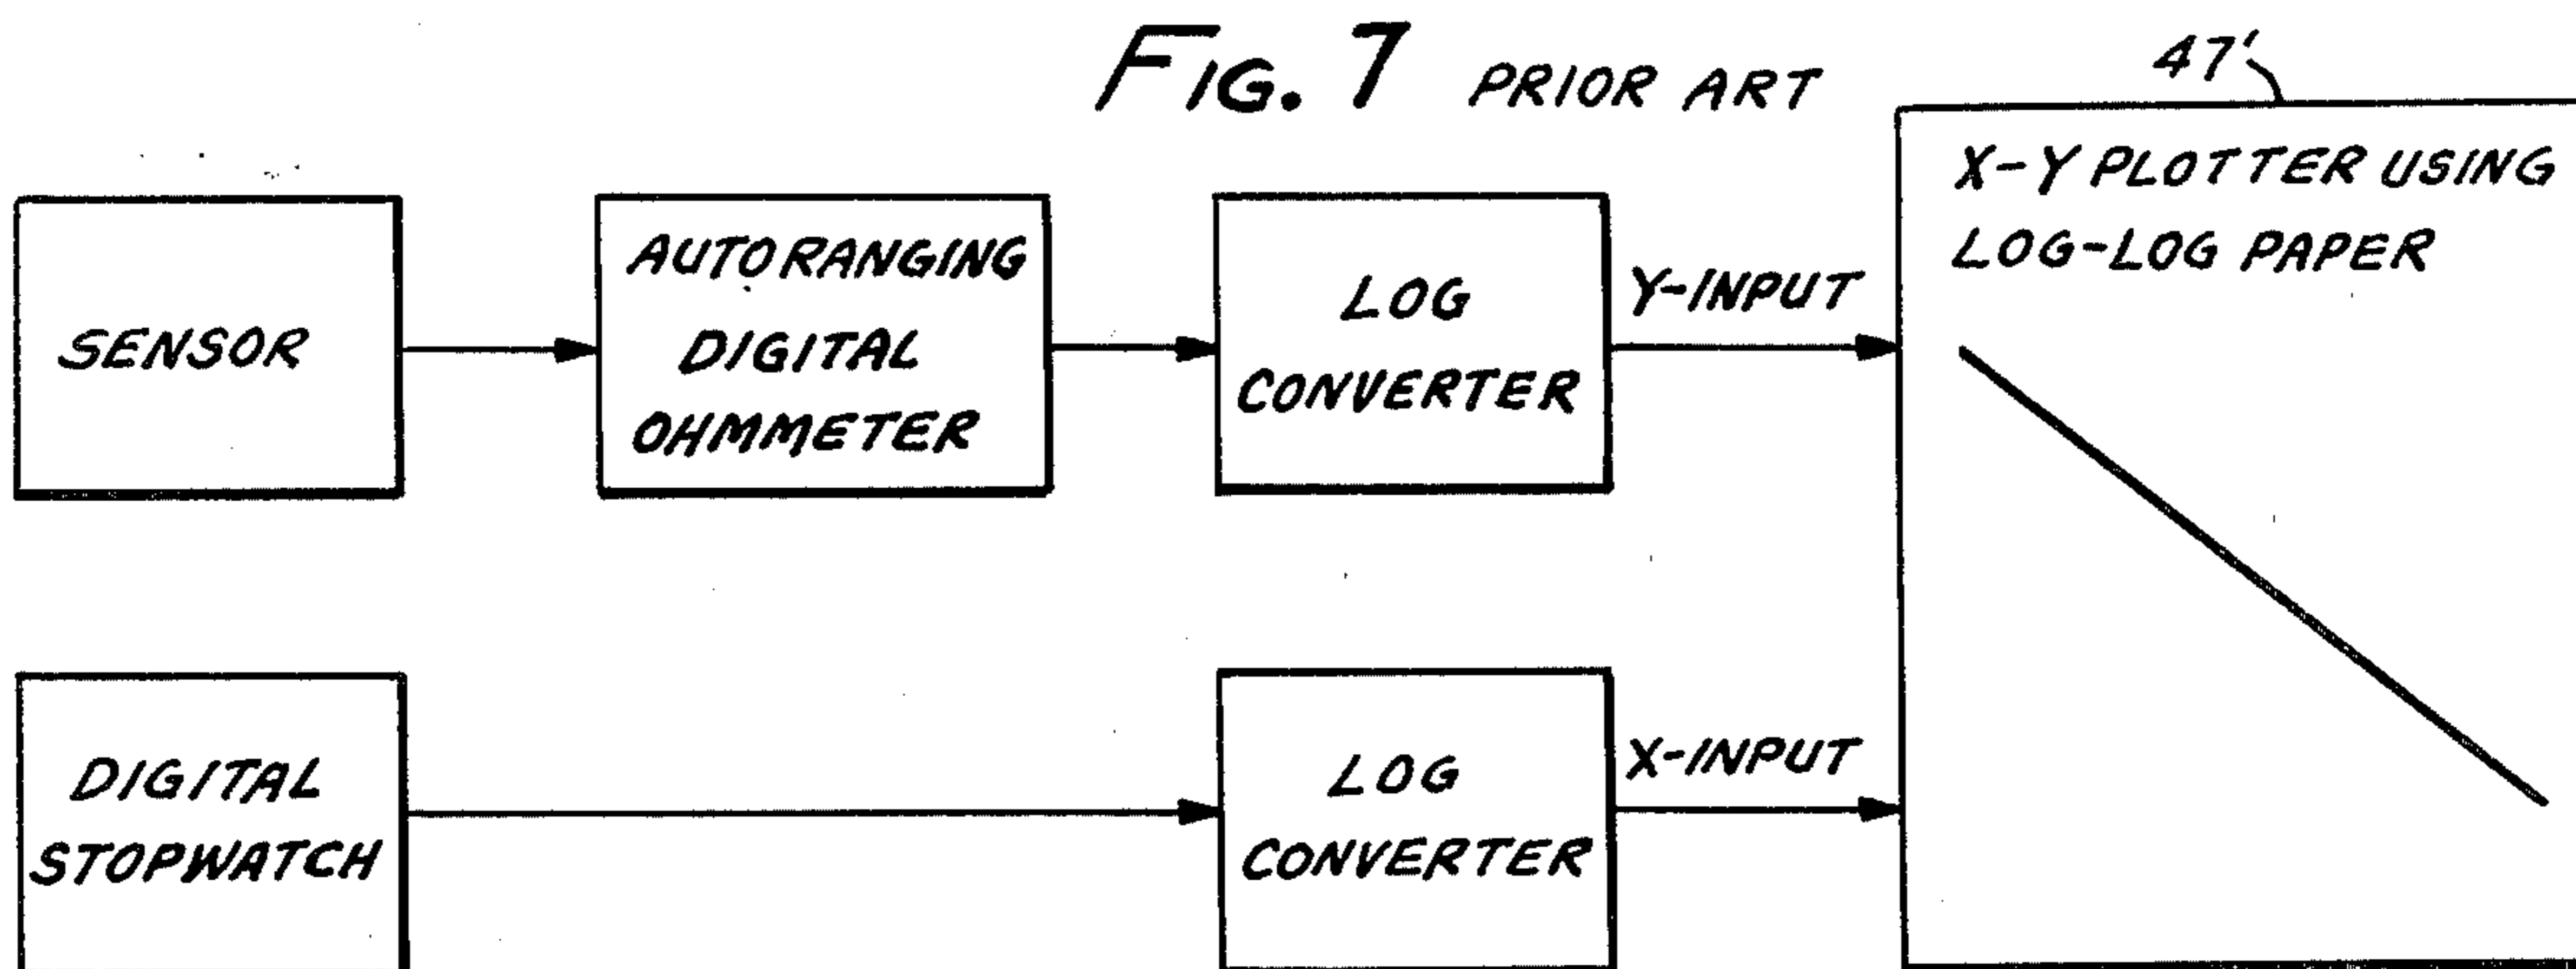 FIG. 7 PRIOR ART
47'
X-Y PLOTTER USING
LOG-LOG PAPER
SENSOR
AUTORANGING
DIGITAL
OHMMETER
LOG
CONVERTER
Y-INPUT
DIGITAL
STOPWATCH
LOG
CONVERTER
X-INPUT